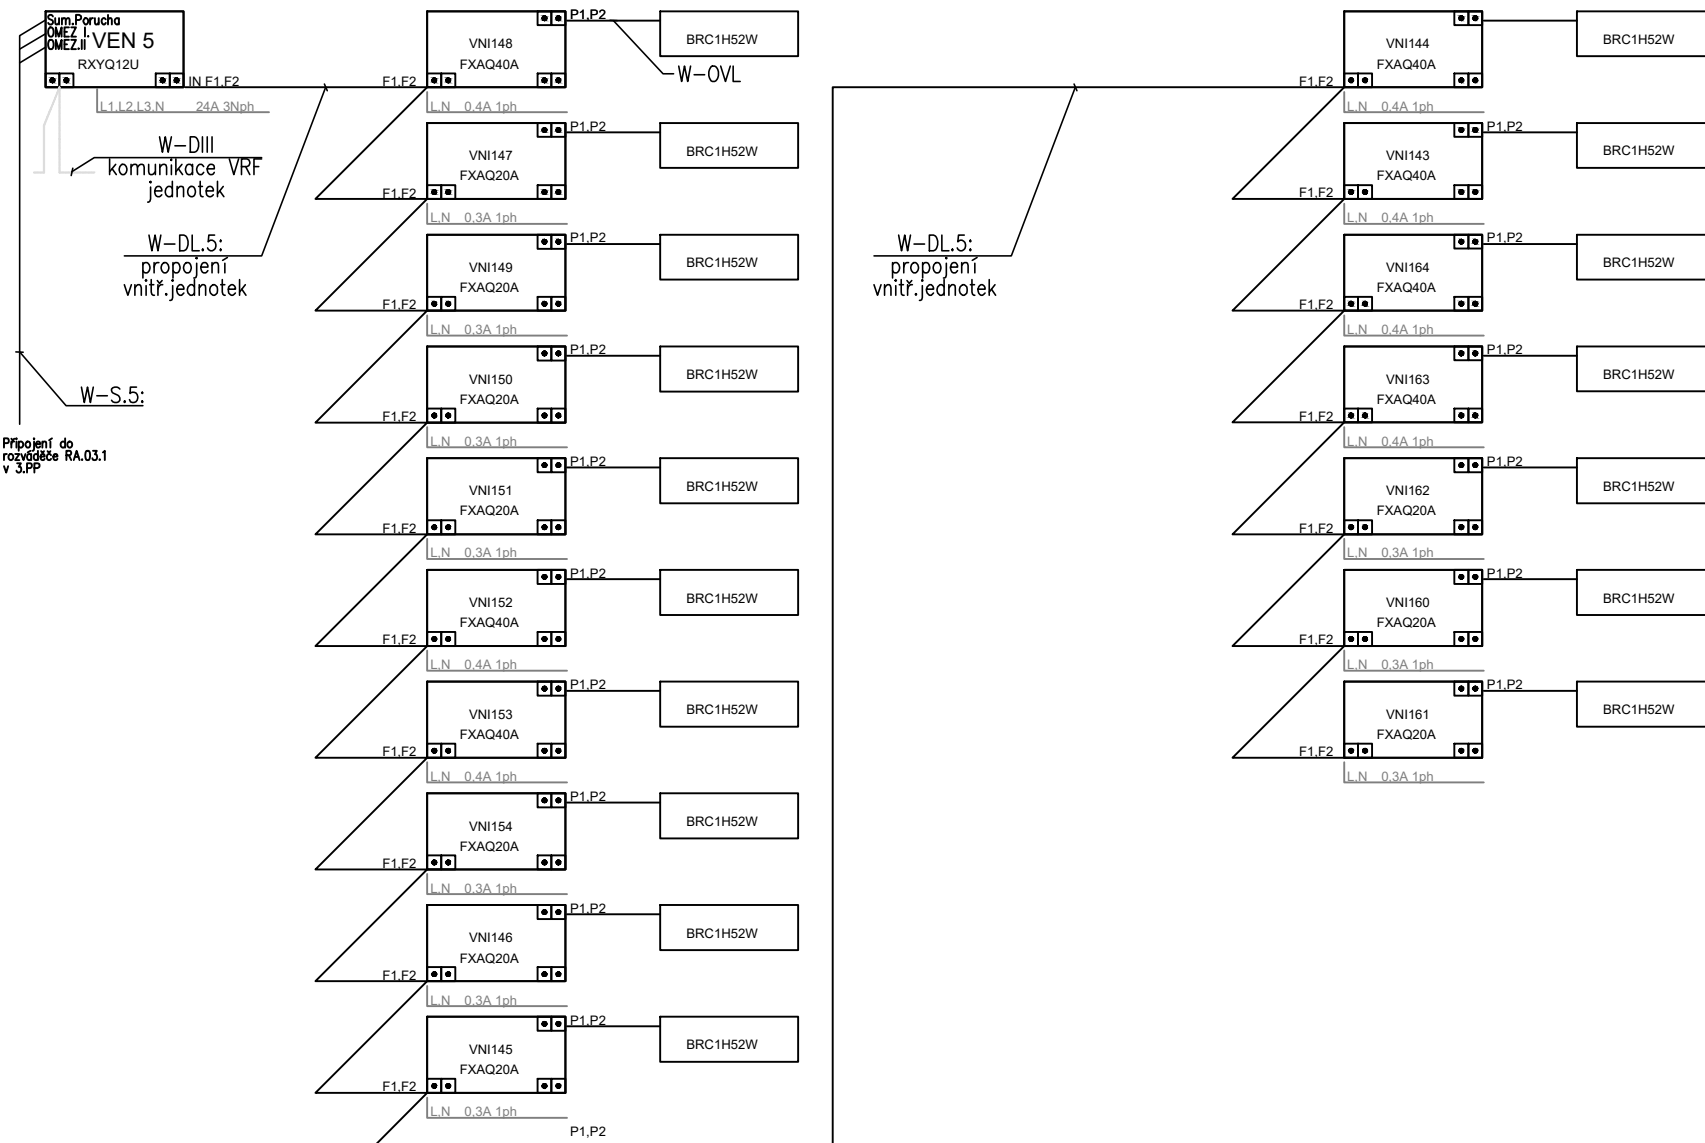 Sum.Porucha
OMEZ I.
OMEZ.II
VEN 5
RXYQ12U
IN F1,F2
L1,L2,L3,N 24A 3Nph
W-DIII
komunikace VRF
jednotek
W-DL.5:
propojení
vnitř.jednotek
W-S.5:
Připojení do
rozváděče RA.03.1
v 3.PP
P1,P2
VNI148
FXAQ40A
BRC1H52W
W-OVL
F1,F2
L,N 0,4A 1ph
P1,P2
VNI147
FXAQ20A
BRC1H52W
F1,F2
L,N 0,3A 1ph
P1,P2
VNI149
FXAQ20A
BRC1H52W
F1,F2
L,N 0,3A 1ph
P1,P2
VNI150
FXAQ20A
BRC1H52W
F1,F2
L,N 0,3A 1ph
P1,P2
VNI151
FXAQ20A
BRC1H52W
F1,F2
L,N 0,3A 1ph
P1,P2
VNI152
FXAQ40A
BRC1H52W
F1,F2
L,N 0,4A 1ph
P1,P2
VNI153
FXAQ40A
BRC1H52W
F1,F2
L,N 0,4A 1ph
P1,P2
VNI154
FXAQ20A
BRC1H52W
F1,F2
L,N 0,3A 1ph
P1,P2
VNI146
FXAQ20A
BRC1H52W
F1,F2
L,N 0,3A 1ph
P1,P2
VNI145
FXAQ20A
BRC1H52W
F1,F2
L,N 0,3A 1ph
P1,P2
W-DL.5:
propojení
vnitř.jednotek
VNI144
FXAQ40A
BRC1H52W
F1,F2
L,N 0,4A 1ph
P1,P2
VNI143
FXAQ40A
BRC1H52W
F1,F2
L,N 0,4A 1ph
P1,P2
VNI164
FXAQ40A
BRC1H52W
F1,F2
L,N 0,4A 1ph
P1,P2
VNI163
FXAQ40A
BRC1H52W
F1,F2
L,N 0,4A 1ph
P1,P2
VNI162
FXAQ20A
BRC1H52W
F1,F2
L,N 0,3A 1ph
P1,P2
VNI160
FXAQ20A
BRC1H52W
F1,F2
L,N 0,3A 1ph
P1,P2
VNI161
FXAQ20A
BRC1H52W
F1,F2
L,N 0,3A 1ph